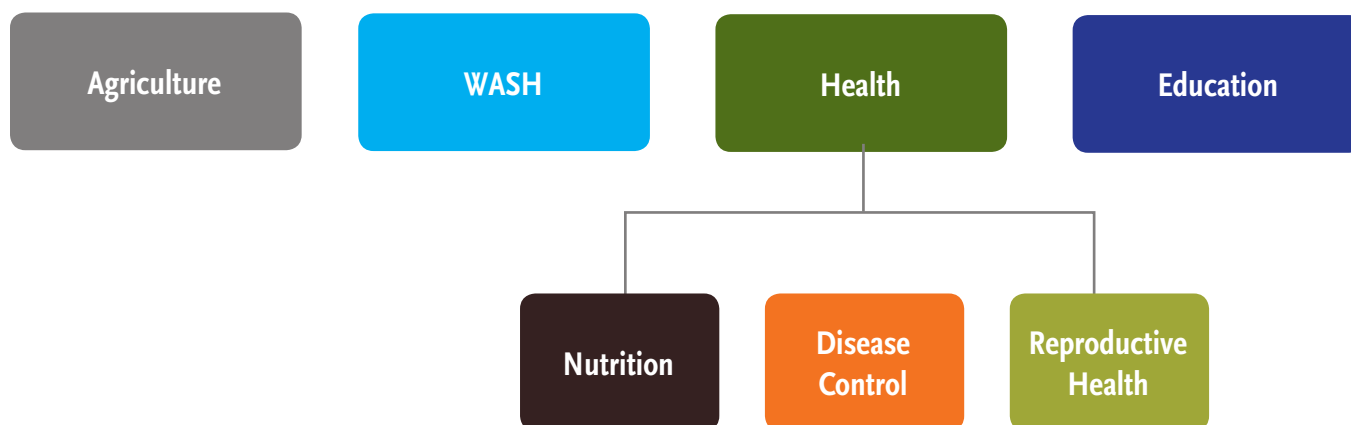 Agriculture
WASH
Health
Education
Nutrition
Disease
Control
Reproductive
Health